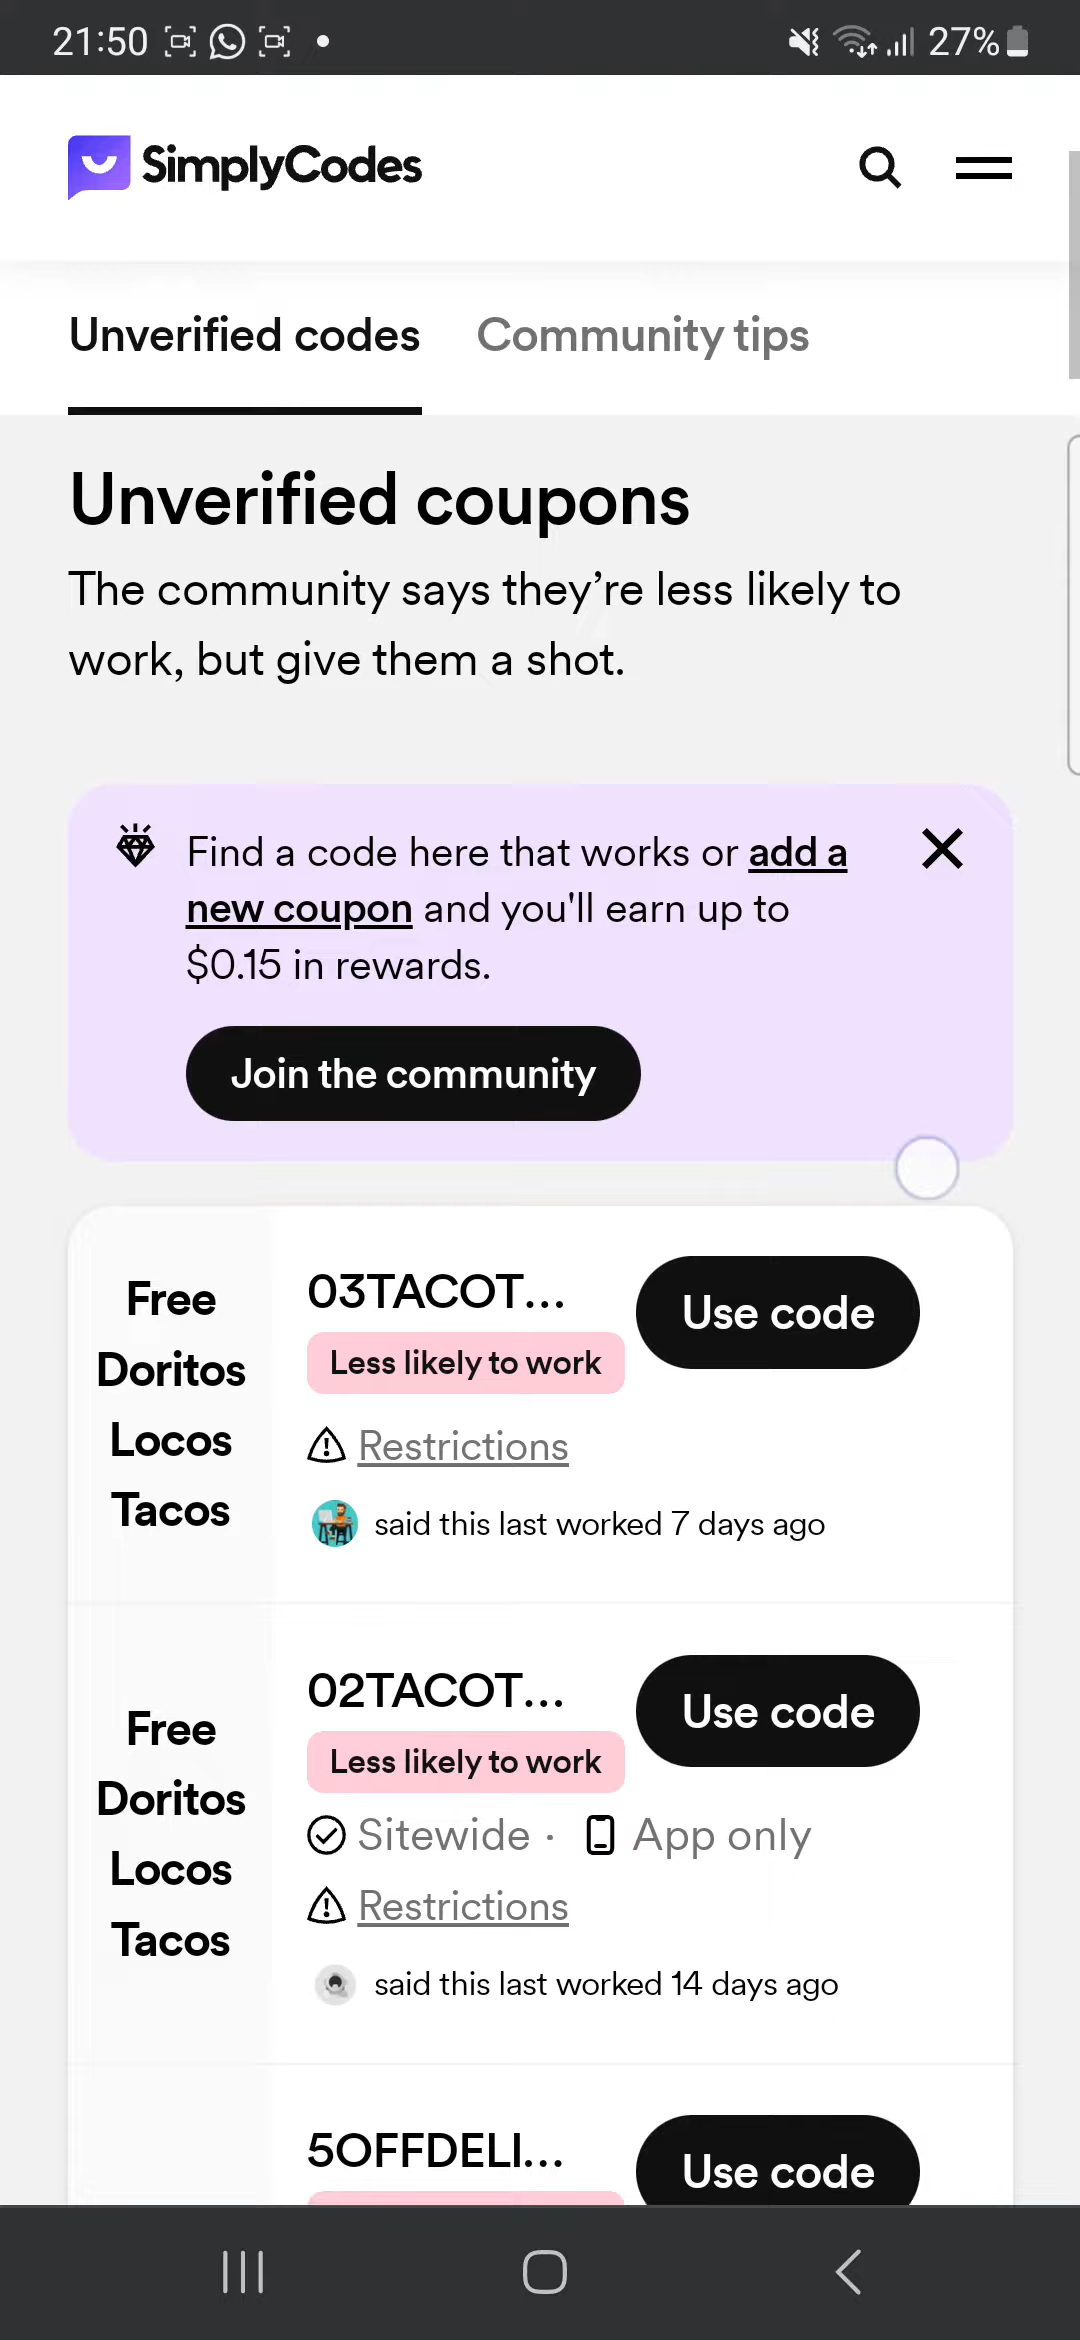 21:50
27%
SimplyCodes
Unverified codes
Community tips
Unverified coupons
The community says they’re less likely to
work, but give them a shot.
Find a code here that works or add a
new coupon and you'll earn up to
$0.15 in rewards.
Join the community
Free
Doritos
Locos
Tacos
03TACOT...
Use code
Less likely to work
Restrictions
said this last worked 7 days ago
Free
Doritos
Locos
Tacos
02TACOT...
Use code
Less likely to work
Sitewide · App only
Restrictions
said this last worked 14 days ago
5OFFDELI...
Use code